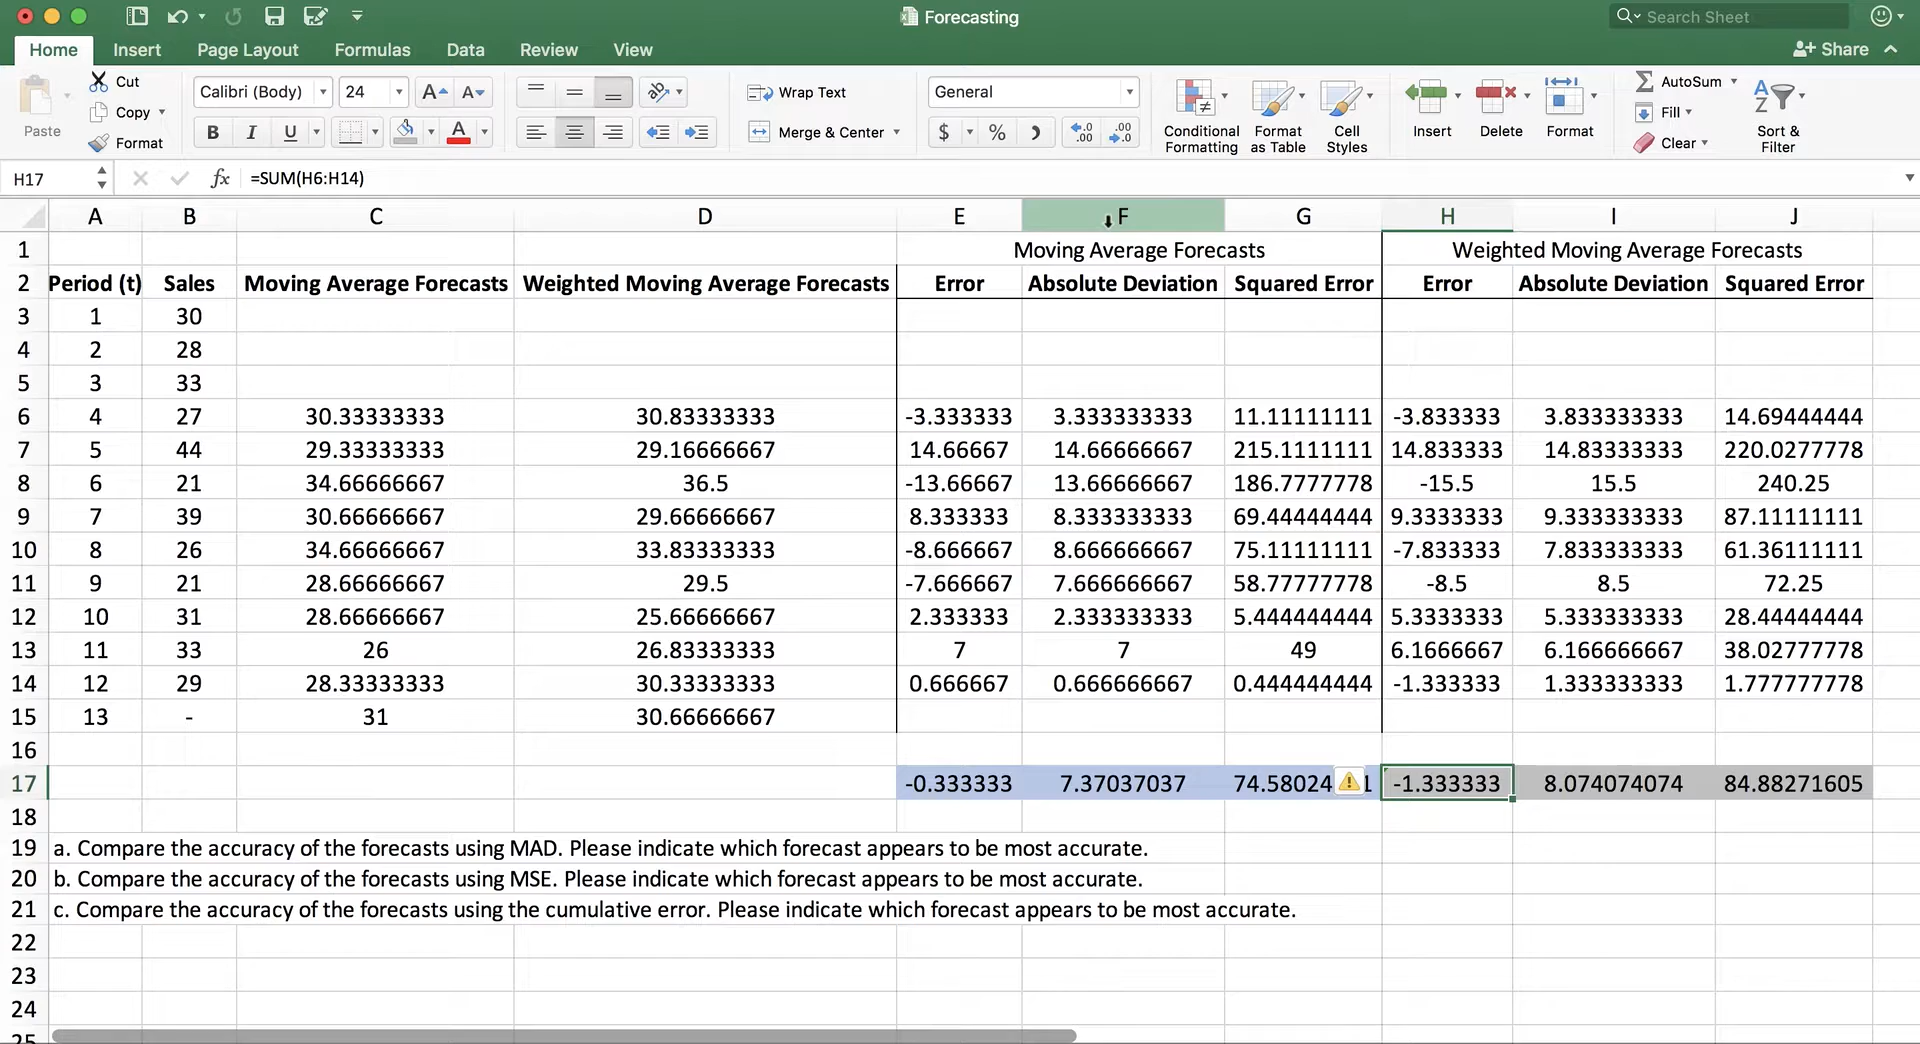 Forecasting
Search Sheet
Home Insert Page Layout Formulas Data Review View
Share
Paste
Cut
Copy
Format
Calibri (Body) 24
B I U
Wrap Text
Merge & Center
General
$ %
Conditional Formatting
Format as Table
Cell Styles
Insert
Delete
Format
AutoSum
Fill
Clear
Sort & Filter
H17 fx =SUM(H6:H14)
A B C D E F G H I J
1 Moving Average Forecasts Weighted Moving Average Forecasts
2 Period (t) Sales Moving Average Forecasts Weighted Moving Average Forecasts Error Absolute Deviation Squared Error Error Absolute Deviation Squared Error
3 1 30
4 2 28
5 3 33
6 4 27 30.33333333 30.83333333 -3.333333 3.333333333 11.11111111 -3.833333 3.833333333 14.69444444
7 5 44 29.33333333 29.16666667 14.66667 14.66666667 215.1111111 14.833333 14.83333333 220.0277778
8 6 21 34.66666667 36.5 -13.66667 13.66666667 186.7777778 -15.5 15.5 240.25
9 7 39 30.66666667 29.66666667 8.333333 8.333333333 69.44444444 9.3333333 9.333333333 87.11111111
10 8 26 34.66666667 33.83333333 -8.666667 8.666666667 75.11111111 -7.833333 7.833333333 61.36111111
11 9 21 28.66666667 29.5 -7.666667 7.666666667 58.77777778 -8.5 8.5 72.25
12 10 31 28.66666667 25.66666667 2.333333 2.333333333 5.444444444 5.3333333 5.333333333 28.44444444
13 11 33 26 26.83333333 7 7 49 6.1666667 6.166666667 38.02777778
14 12 29 28.33333333 30.33333333 0.666667 0.666666667 0.444444444 -1.333333 1.333333333 1.777777778
15 13 - 31 30.66666667
16
17 -0.333333 7.37037037 74.58024 1 -1.333333 8.074074074 84.88271605
18
19 a. Compare the accuracy of the forecasts using MAD. Please indicate which forecast appears to be most accurate.
20 b. Compare the accuracy of the forecasts using MSE. Please indicate which forecast appears to be most accurate.
21 c. Compare the accuracy of the forecasts using the cumulative error. Please indicate which forecast appears to be most accurate.
22
23
24
25